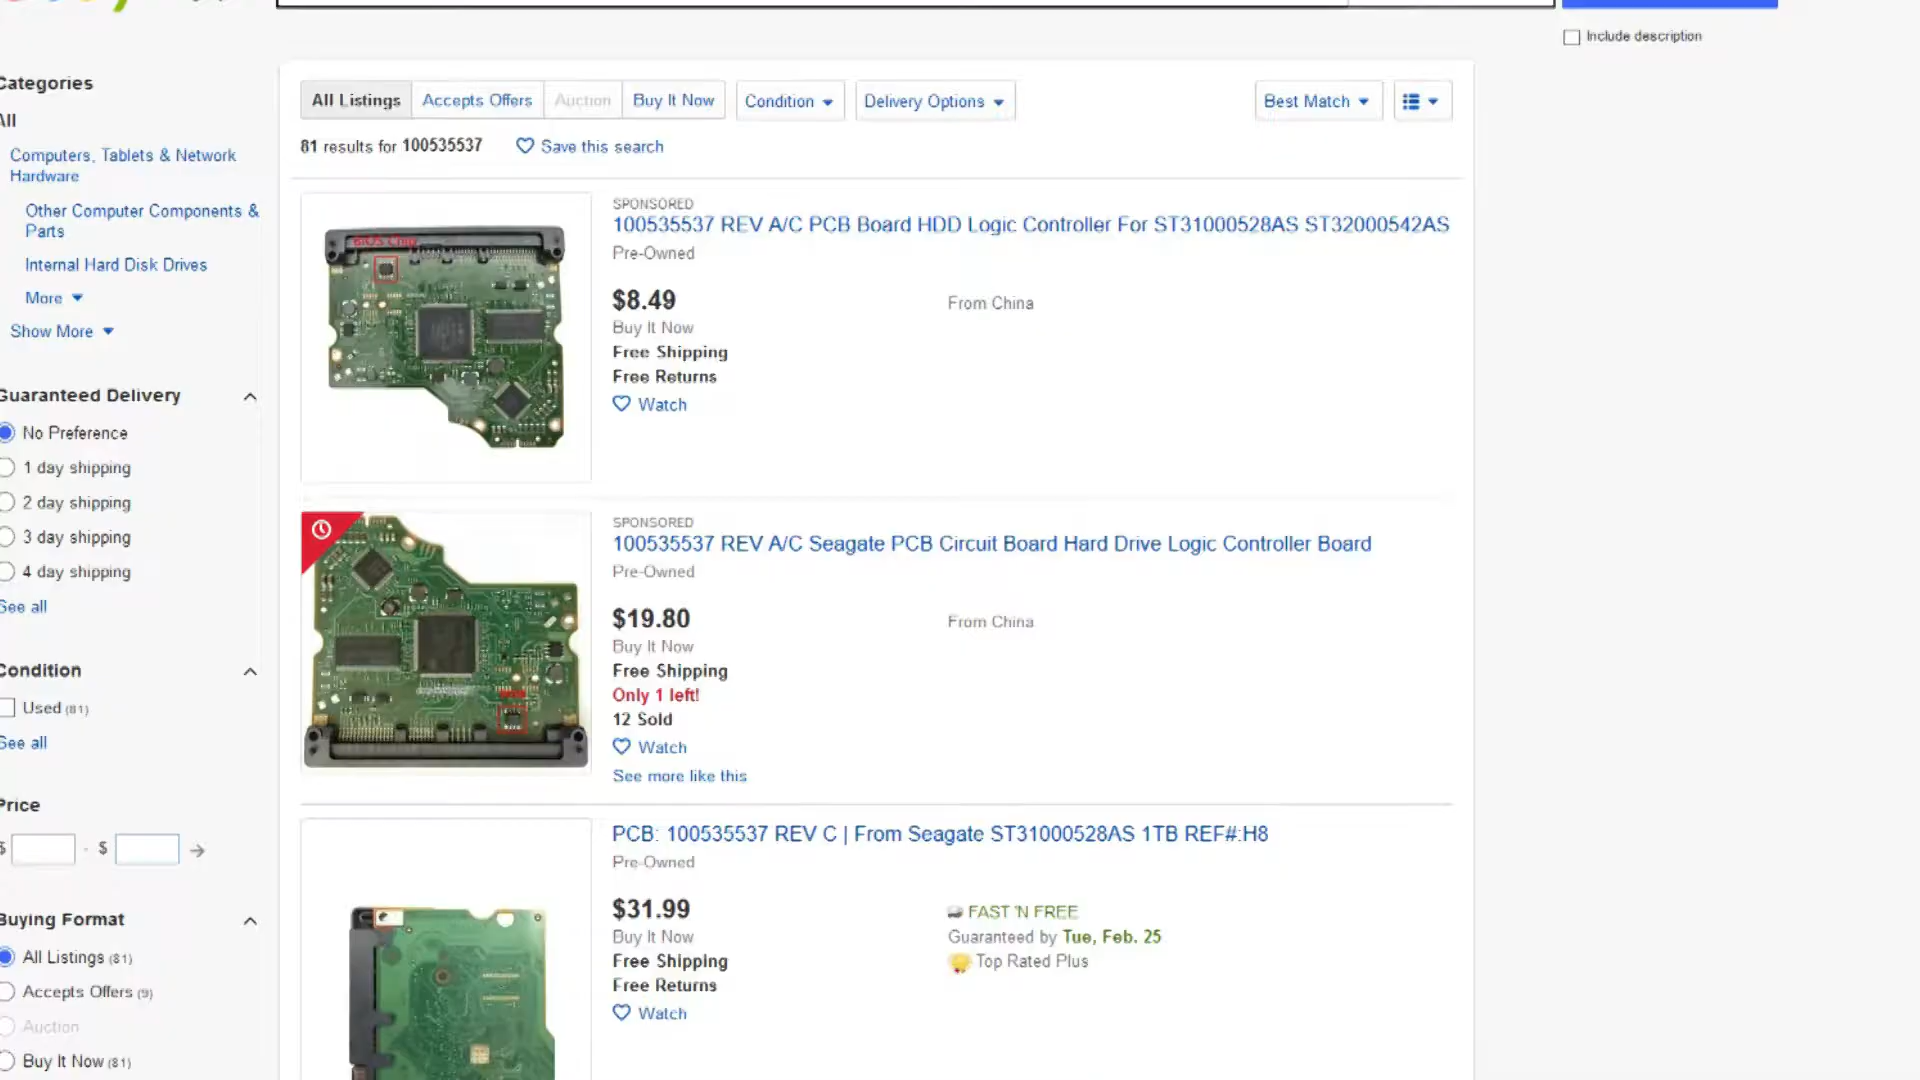 Include description
Categories
All
Computers, Tablets & Network
Hardware
Other Computer Components &
Parts
Internal Hard Disk Drives
More
Show More
Guaranteed Delivery
No Preference
1 day shipping
2 day shipping
3 day shipping
4 day shipping
See all
Condition
Used (81)
See all
Price
$ - $
Buying Format
All Listings (81)
Accepts Offers (9)
Auction
Buy It Now (81)
All Listings Accepts Offers Auction Buy It Now Condition Delivery Options Best Match
81 results for 100535537 Save this search
BIOS Chip
SPONSORED
100535537 REV A/C PCB Board HDD Logic Controller For ST31000528AS ST32000542AS
Pre-Owned
$8.49 From China
Buy It Now
Free Shipping
Free Returns
Watch
SPONSORED
100535537 REV A/C Seagate PCB Circuit Board Hard Drive Logic Controller Board
Pre-Owned
$19.80 From China
Buy It Now
Free Shipping
Only 1 left!
12 Sold
Watch
See more like this
PCB: 100535537 REV C | From Seagate ST31000528AS 1TB REF#:H8
Pre-Owned
$31.99 FAST 'N FREE
Buy It Now Guaranteed by Tue, Feb. 25
Free Shipping Top Rated Plus
Free Returns
Watch